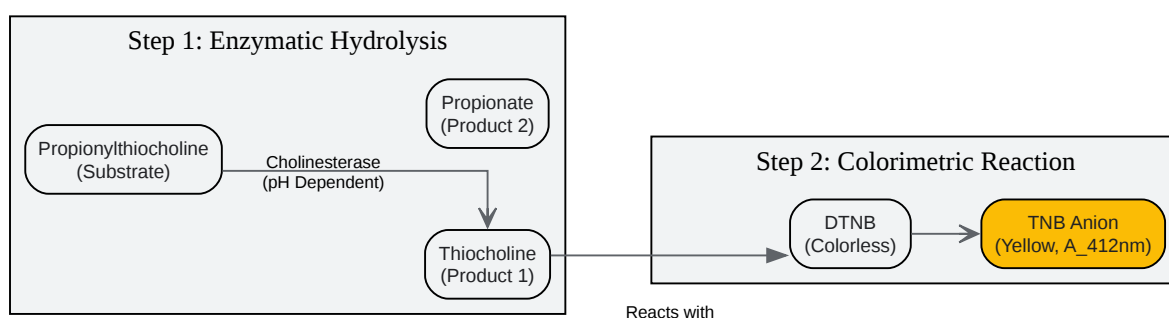 Step 1: Enzymatic Hydrolysis
Propionate
(Product 2)
Propionylthiocholine
(Substrate)
Cholinesterase
(pH Dependent)
Thiocholine
(Product 1)
Reacts with
Step 2: Colorimetric Reaction
DTNB
(Colorless)
TNB Anion
(Yellow, A_412nm)